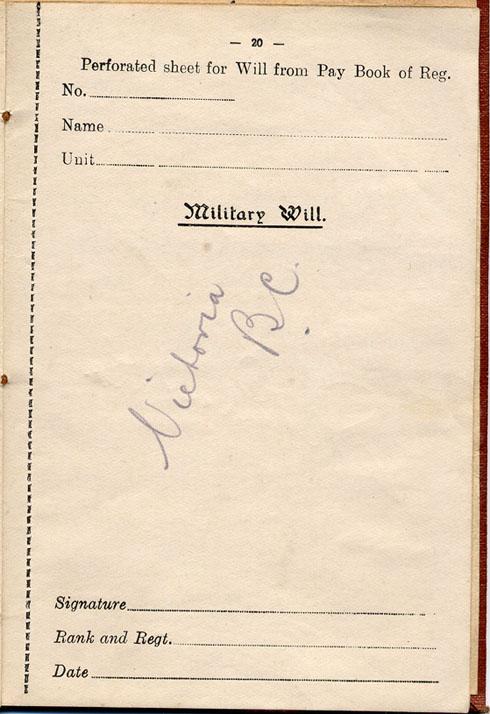 — 20 —
Perforated sheet for Will from Pay Book of Reg.
No.
Name
Unit
Military Will.
Victoria
B.C.
Signature
Rank and Regt.
Date